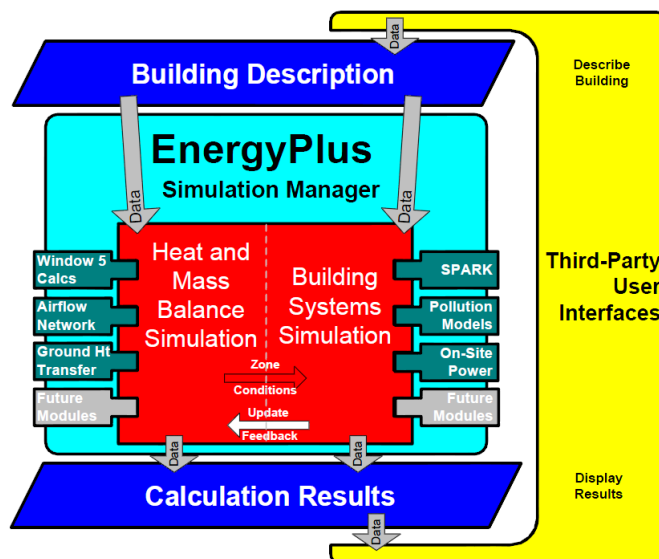 Data
Building Description
Describe
Building
EnergyPlus
Simulation Manager
Data
Data
Heat and
Mass
Balance
Simulation
Building
Systems
Simulation
Window 5
Calcs
Airflow
Network
Ground Ht
Transfer
Future
Modules
SPARK
Pollution
Models
On-Site
Power
Future
Modules
Zone
Conditions
Update
Feedback
Third-Party
User
Interfaces
Data
Data
Calculation Results
Display
Results
Data